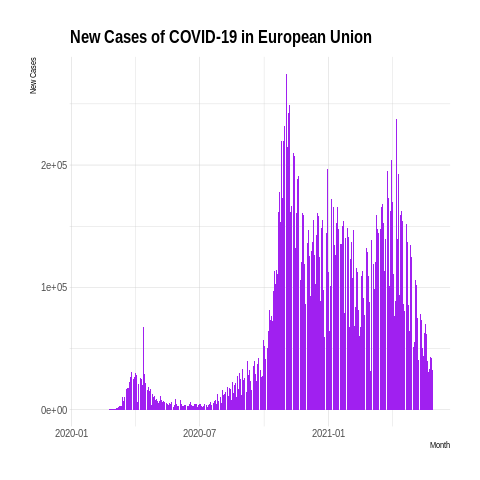 New Cases of COVID-19 in European Union
New Cases
2e+05
1e+05
0e+00
2020-01 2020-07 2021-01
Month